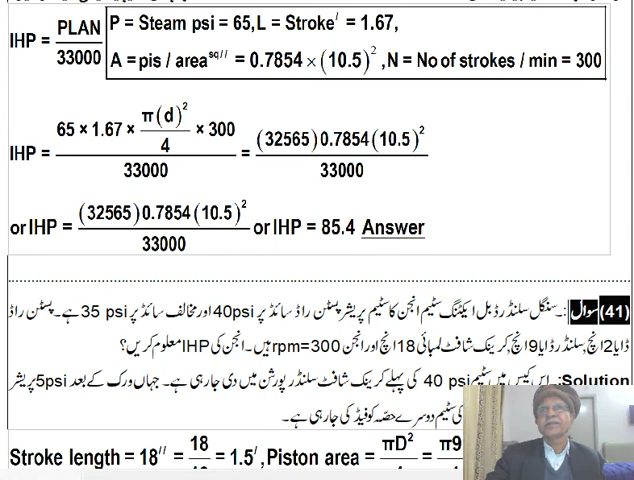 IHP = PLAN / 33000 P = Steam psi = 65, L = Stroke′ = 1.67,
A = pis / area^sq// = 0.7854 × (10.5)², N = No of strokes / min = 300
IHP = 65 × 1.67 × π(d)²/4 × 300 / 33000 = (32565) 0.7854 (10.5)² / 33000
or IHP = (32565) 0.7854 (10.5)² / 33000 or IHP = 85.4 Answer
سوال (41):۔ سنگل سلنڈر ڈبل ایکٹنگ سٹیم انجن کا سٹیم پریشر پسٹن راڈ سائڈ پر 40psi اور مخالف سائڈ پر 35 psi ہے۔ پسٹن راڈ
ڈایا 2 انچ، سلنڈر ڈایا 9 انچ، کرینک شافٹ لمبائی 18 انچ اور انجن rpm=300 ہیں۔ انجن کی IHP معلوم کریں؟
Solution: اس کیس میں سٹیم 40 psi کی پہلے کرینک شافٹ سلنڈر پورشن میں دی جا رہی ہے۔ جہاں ورک کے بعد 5psi پریشر
کی سٹیم دوسرے حصّہ کو فیڈ کی جا رہی ہے۔
Stroke length = 18′′ = 18 = 1.5′, Piston area = πD² = π9